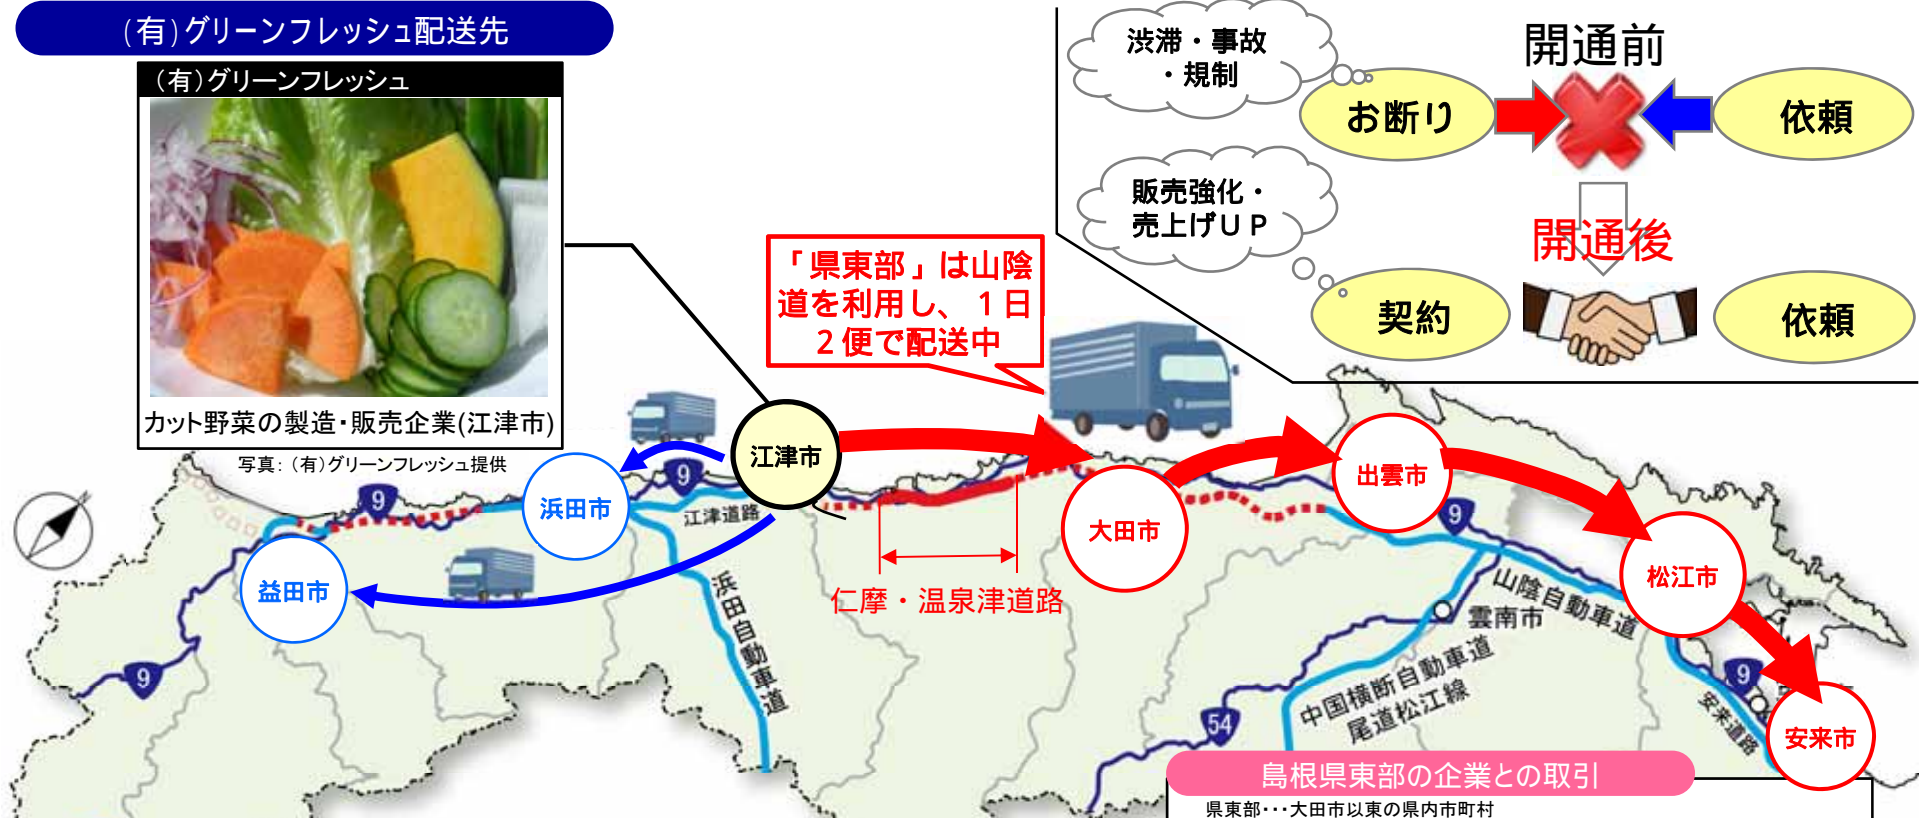 (有)グリーンフレッシュ配送先
(有)グリーンフレッシュ
カット野菜の製造・販売企業(江津市)
写真：(有)グリーンフレッシュ提供
渋滞・事故
・規制
開通前
お断り
依頼
販売強化・
売上げＵＰ
開通後
契約
依頼
「県東部」は山陰
道を利用し、１日
２便で配送中
江津市
浜田市
益田市
大田市
出雲市
松江市
安来市
9
9
9
9
9
54
江津道路
仁摩・温泉津道路
浜田自動車道
山陰自動車道
雲南市
中国横断自動車道
尾道松江線
安来道路
島根県東部の企業との取引
県東部・・・大田市以東の県内市町村